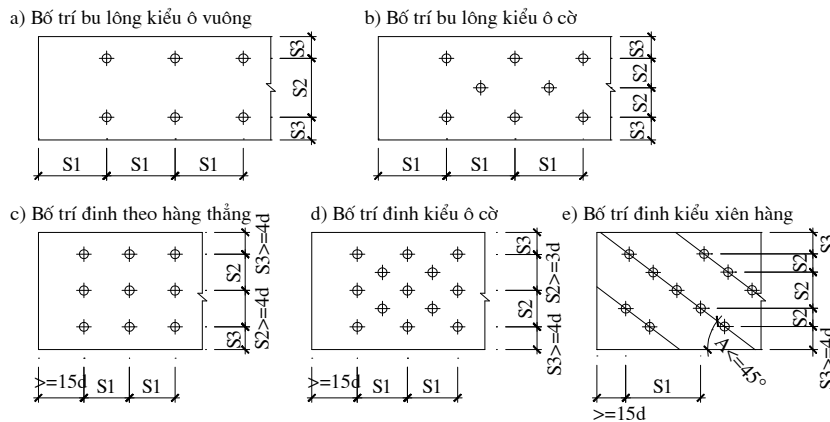 a) Bố trí bu lông kiểu ô vuông
S3
S2
S3
S1 S1 S1
b) Bố trí bu lông kiểu ô cờ
S3
S2
S2
S3
S1 S1 S1
c) Bố trí đinh theo hàng thẳng
S3>=4d
S2
S2>=4d
S3
>=15d S1 S1
d) Bố trí đinh kiểu ô cờ
S3
S2>=3d
S2
S3>=4d
>=15d S1 S1
e) Bố trí đinh kiểu xiên hàng
S3
S2
S2
S2
S3>=4d
A<=45°
S1
>=15d